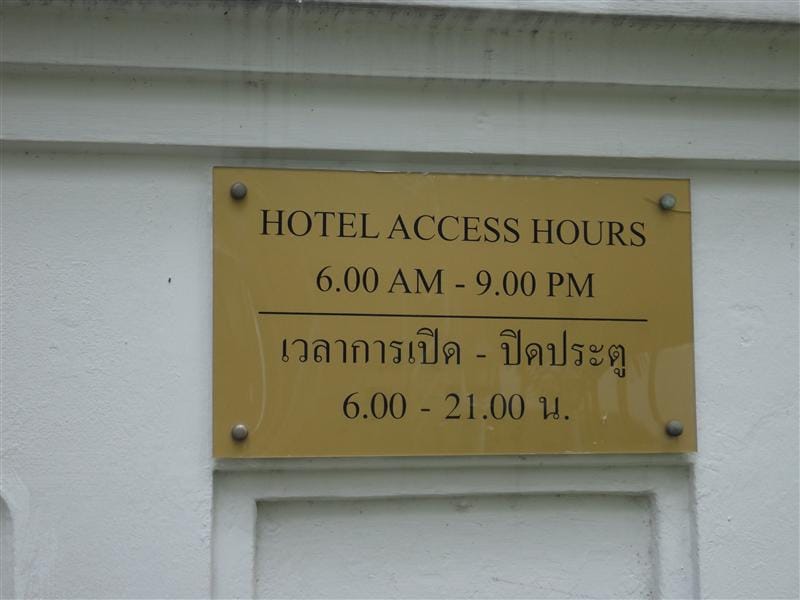 HOTEL ACCESS HOURS
6.00 AM - 9.00 PM
เวลาการเปิด - ปิดประตู
6.00 - 21.00 น.